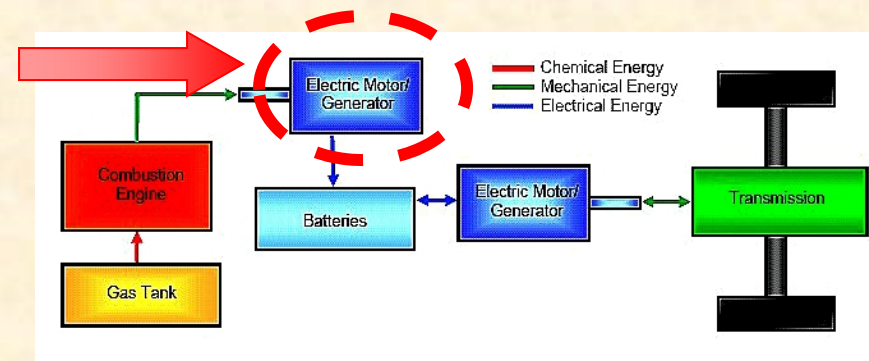 Electric Motor/
Generator
Chemical Energy
Mechanical Energy
Electrical Energy
Combustion
Engine
Batteries
Electric Motor/
Generator
Transmission
Gas Tank